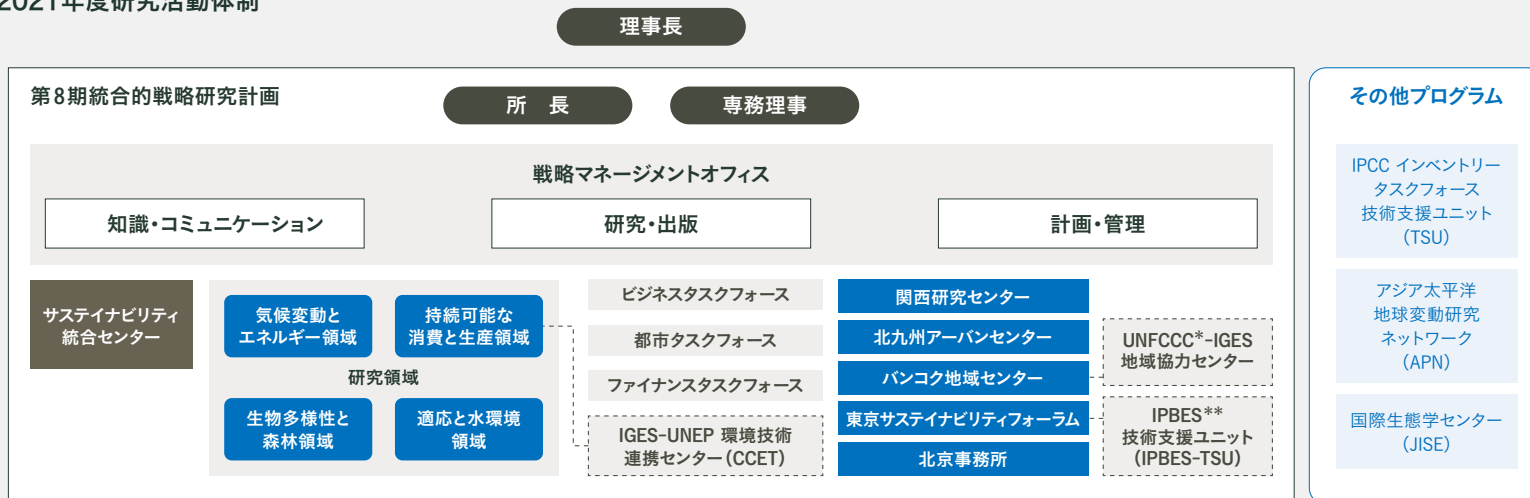 2021年度研究活動体制
理事長
第8期統合的戦略研究計画
所　長
専務理事
戦略マネージメントオフィス
知識・コミュニケーション
研究・出版
計画・管理
サステイナビリティ
統合センター
気候変動と
エネルギー領域
持続可能な
消費と生産領域
研究領域
生物多様性と
森林領域
適応と水環境
領域
ビジネスタスクフォース
都市タスクフォース
ファイナンスタスクフォース
IGES-UNEP 環境技術
連携センター(CCET)
関西研究センター
北九州アーバンセンター
バンコク地域センター
東京サステイナビリティフォーラム
北京事務所
UNFCCC*-IGES
地域協力センター
IPBES**
技術支援ユニット
(IPBES-TSU)
その他プログラム
IPCC インベントリー
タスクフォース
技術支援ユニット
(TSU)
アジア太平洋
地球変動研究
ネットワーク
(APN)
国際生態学センター
(JISE)